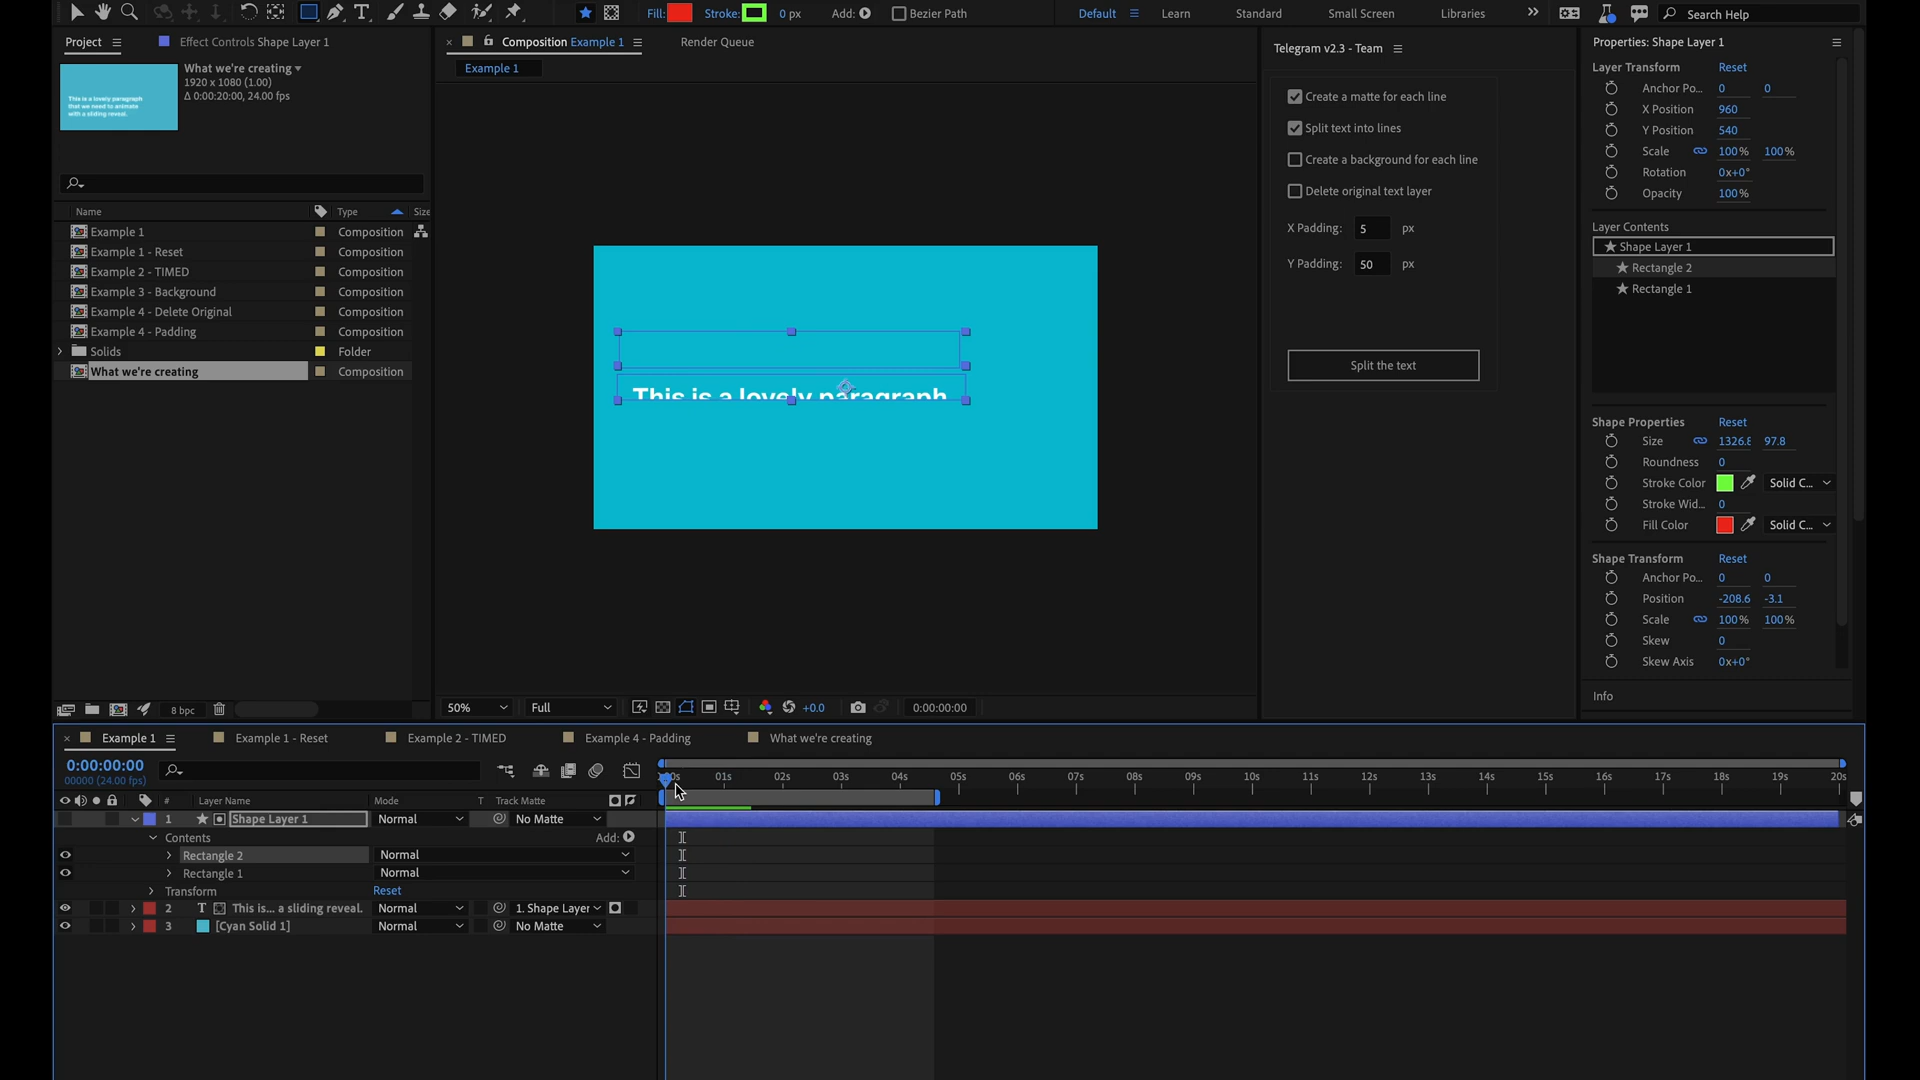 Fill:
Stroke:
0 px
Add:
Bezier Path
Default
Learn
Standard
Small Screen
Libraries
Search Help
Project
Effect Controls Shape Layer 1
What we're creating
1920 x 1080 (1.00)
Δ 0:00:20:00, 24.00 fps
This is a lovely paragraph
that we need to animate
with a sliding reveal.
Name
Type
Size
Example 1
Composition
Example 1 - Reset
Composition
Example 2 - TIMED
Composition
Example 3 - Background
Composition
Example 4 - Delete Original
Composition
Example 4 - Padding
Composition
Solids
Folder
What we're creating
Composition
8 bpc
Composition Example 1
Render Queue
Example 1
This is a lovely paragraph
50%
Full
+0.0
0:00:00:00
Telegram v2.3 - Team
Create a matte for each line
Split text into lines
Create a background for each line
Delete original text layer
X Padding: 5 px
Y Padding: 50 px
Split the text
Properties: Shape Layer 1
Layer Transform Reset
Anchor Po... 0 0
X Position 960
Y Position 540
Scale 100% 100%
Rotation 0x+0°
Opacity 100%
Layer Contents
Shape Layer 1
Rectangle 2
Rectangle 1
Shape Properties Reset
Size 1326.8 97.8
Roundness 0
Stroke Color Solid C...
Stroke Wid... 0
Fill Color Solid C...
Shape Transform Reset
Anchor Po... 0 0
Position -208.6 -3.1
Scale 100% 100%
Skew 0
Skew Axis 0x+0°
Info
Example 1
Example 1 - Reset
Example 2 - TIMED
Example 4 - Padding
What we're creating
0:00:00:00
00000 (24.00 fps)
01s 02s 03s 04s 05s 06s 07s 08s 09s 10s 11s 12s 13s 14s 15s 16s 17s 18s 19s 20s
# Layer Name Mode T Track Matte
1 Shape Layer 1 Normal No Matte
Contents Add:
Rectangle 2 Normal
Rectangle 1 Normal
Transform Reset
2 T This is... a sliding reveal. Normal 1. Shape Layer
3 [Cyan Solid 1] Normal No Matte